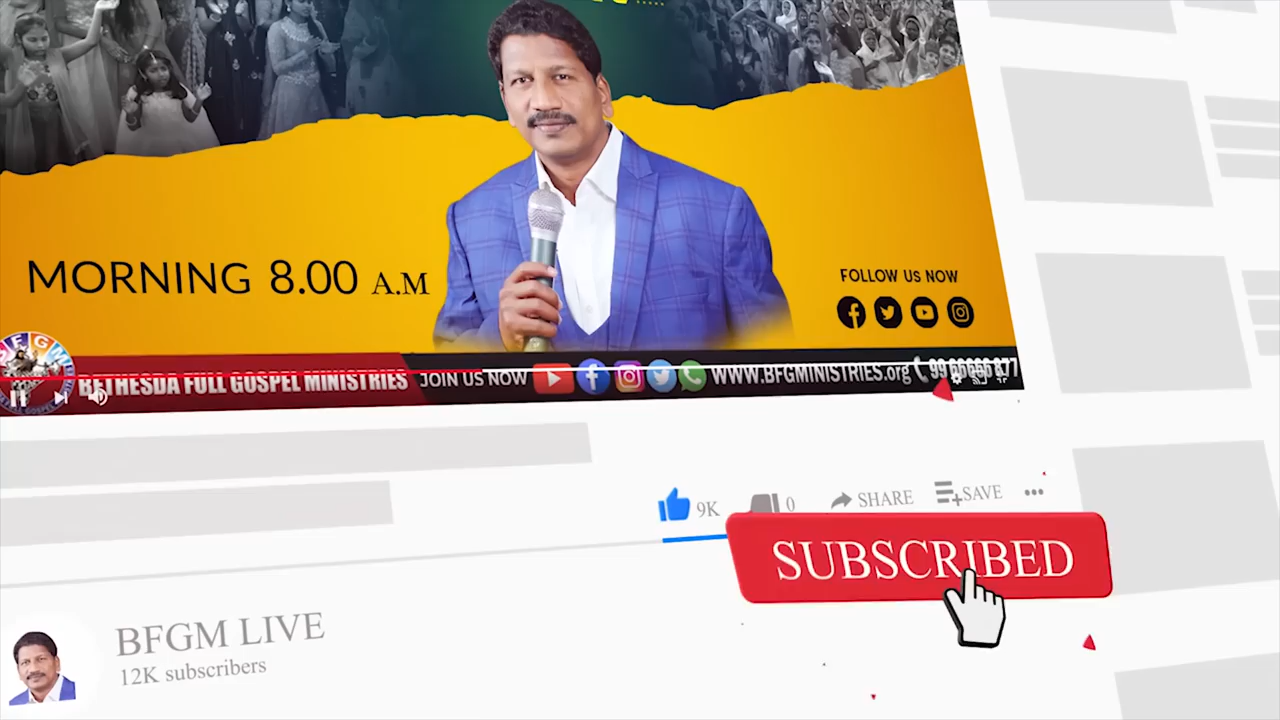 MORNING 8.00 A.M
FOLLOW US NOW
BETHESDA FULL GOSPEL MINISTRIES
JOIN US NOW
WWW.BFGMINISTRIES.org
9K
0
SHARE
SAVE
SUBSCRIBED
BFGM LIVE
12K subscribers